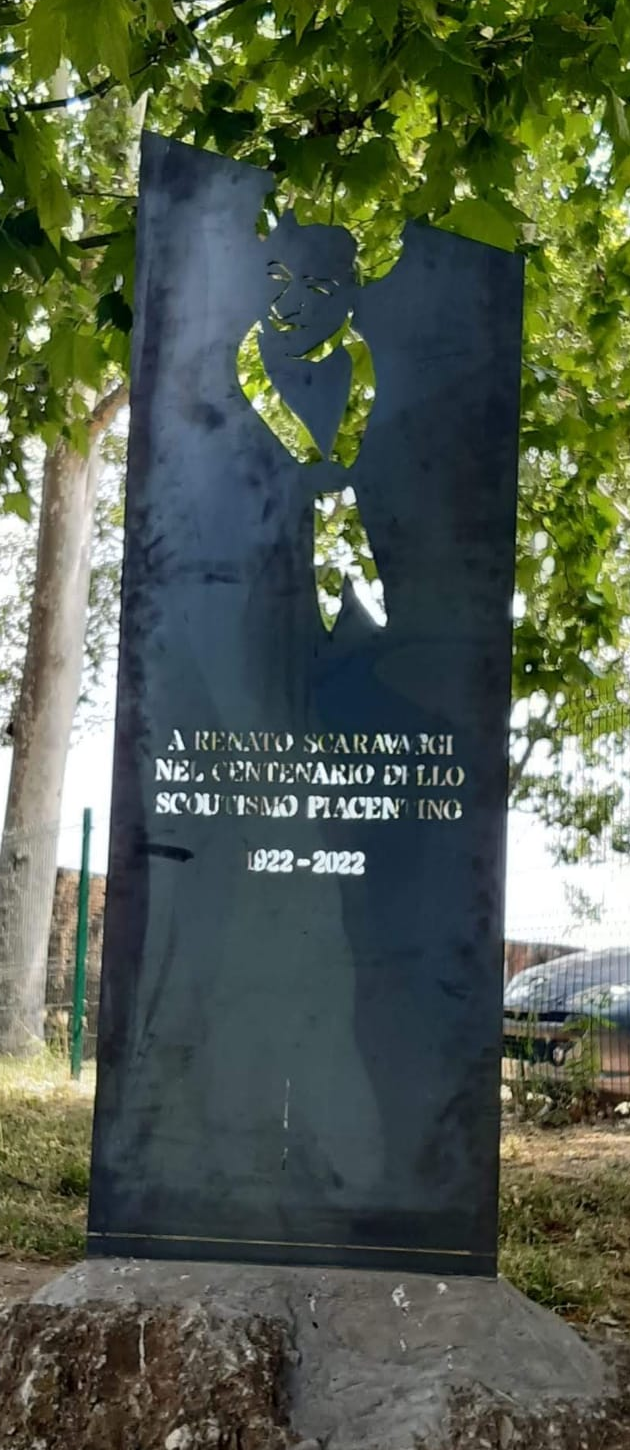 A RENATO SCARAVAGGI
NEL CENTENARIO DELLO
SCOUTISMO PIACENTINO
1922-2022